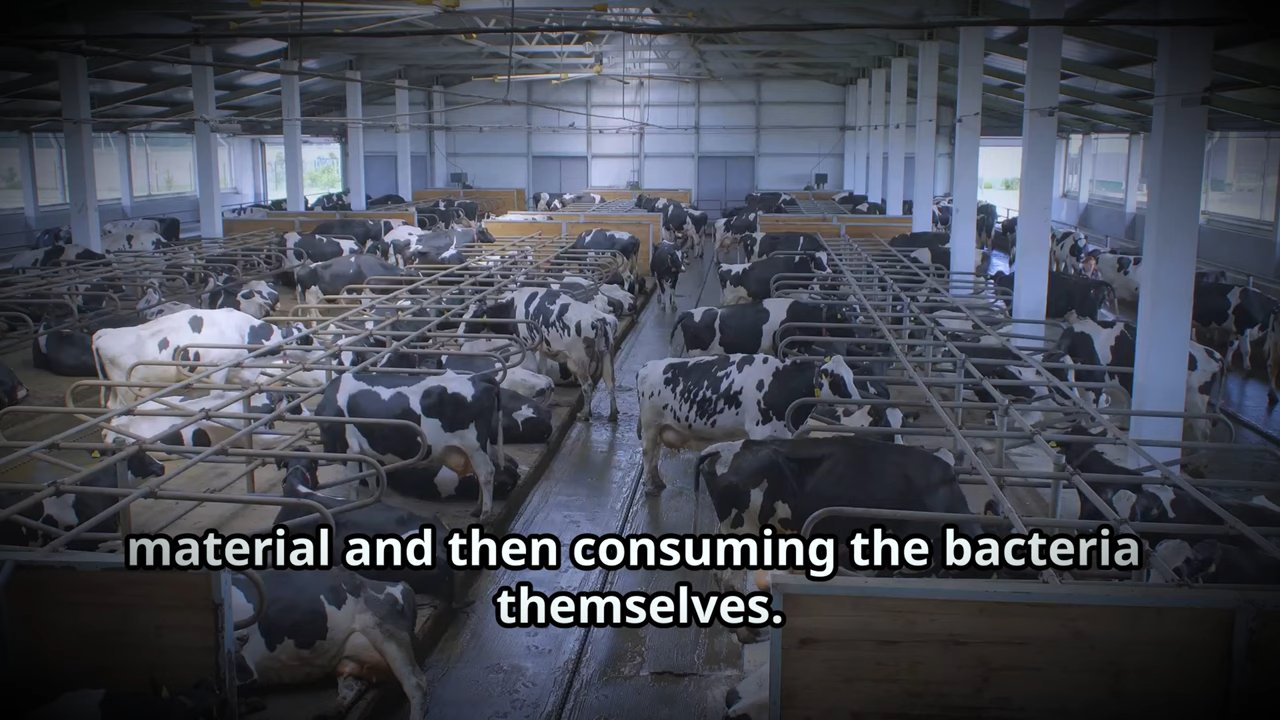 material and then consuming the bacteria
themselves.